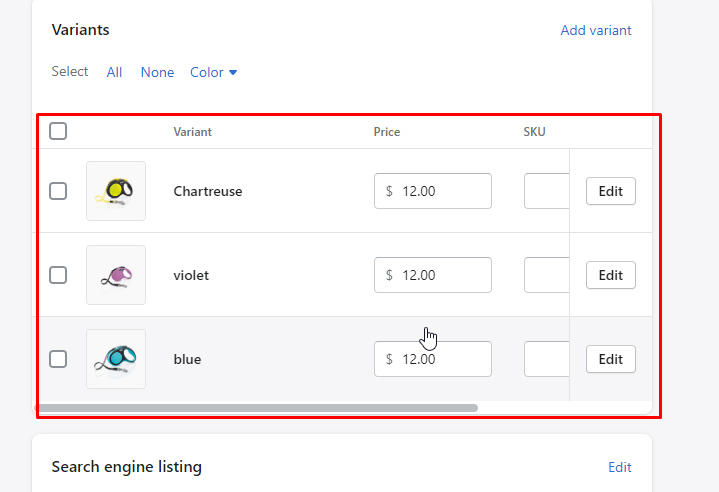 Variants Add variant
Select All None Color
Variant Price SKU
Chartreuse $ 12.00 Edit
violet $ 12.00 Edit
blue $ 12.00 Edit
Search engine listing Edit